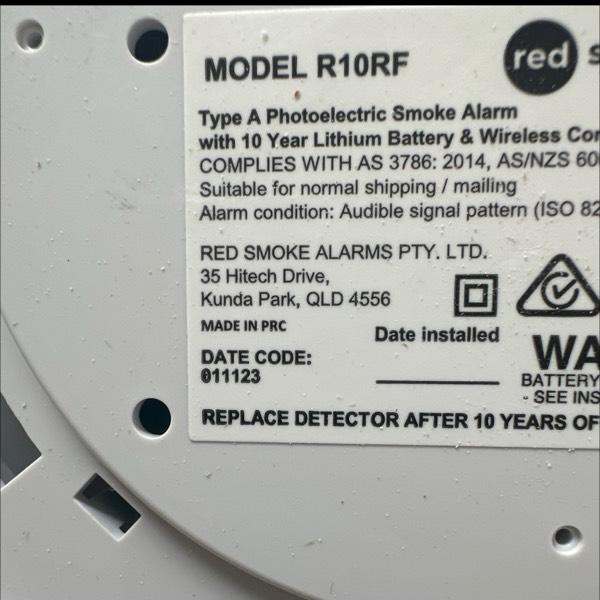 MODEL R10RF
red s
Type A Photoelectric Smoke Alarm
with 10 Year Lithium Battery & Wireless Con
COMPLIES WITH AS 3786: 2014, AS/NZS 60
Suitable for normal shipping / mailing
Alarm condition: Audible signal pattern (ISO 82
RED SMOKE ALARMS PTY. LTD.
35 Hitech Drive,
Kunda Park, QLD 4556
MADE IN PRC
Date installed
DATE CODE:
011123
WA
BATTERY
- SEE INS
REPLACE DETECTOR AFTER 10 YEARS OF